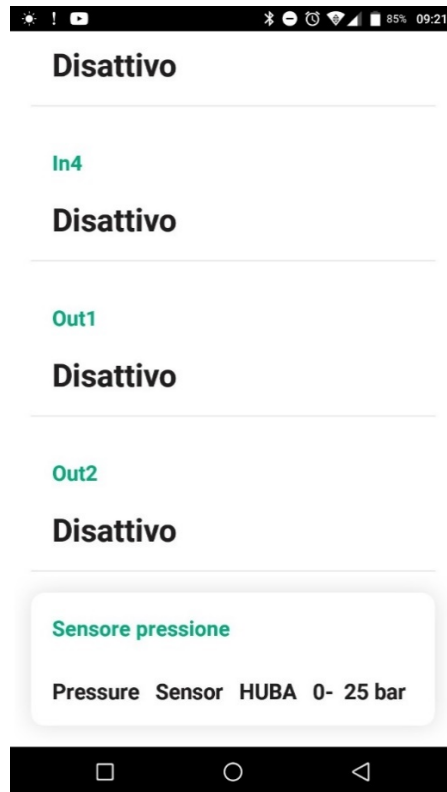 85% 09:21
Disattivo
In4
Disattivo
Out1
Disattivo
Out2
Disattivo
Sensore pressione
Pressure Sensor HUBA 0- 25 bar